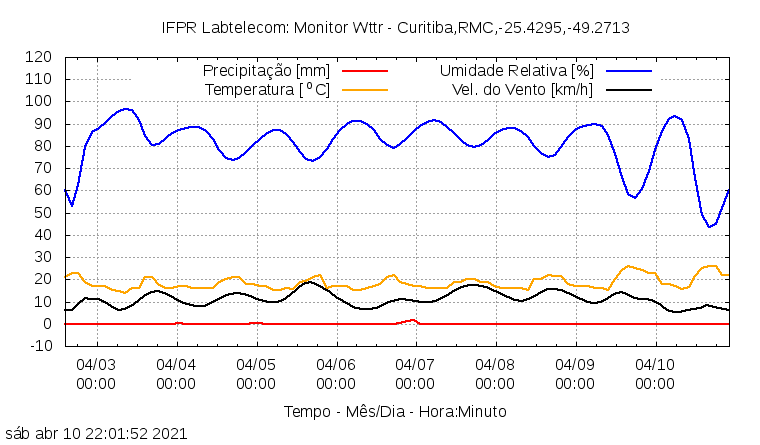 IFPR Labtelecom: Monitor Wttr - Curitiba,RMC,-25.4295,-49.2713
120
110
100
90
80
70
60
50
40
30
20
10
0
-10
Precipitação [mm]
Temperatura [⁰C]
Umidade Relativa [%]
Vel. do Vento [km/h]
04/03 04/04 04/05 04/06 04/07 04/08 04/09 04/10
00:00 00:00 00:00 00:00 00:00 00:00 00:00 00:00
Tempo - Mês/Dia - Hora:Minuto
sáb abr 10 22:01:52 2021